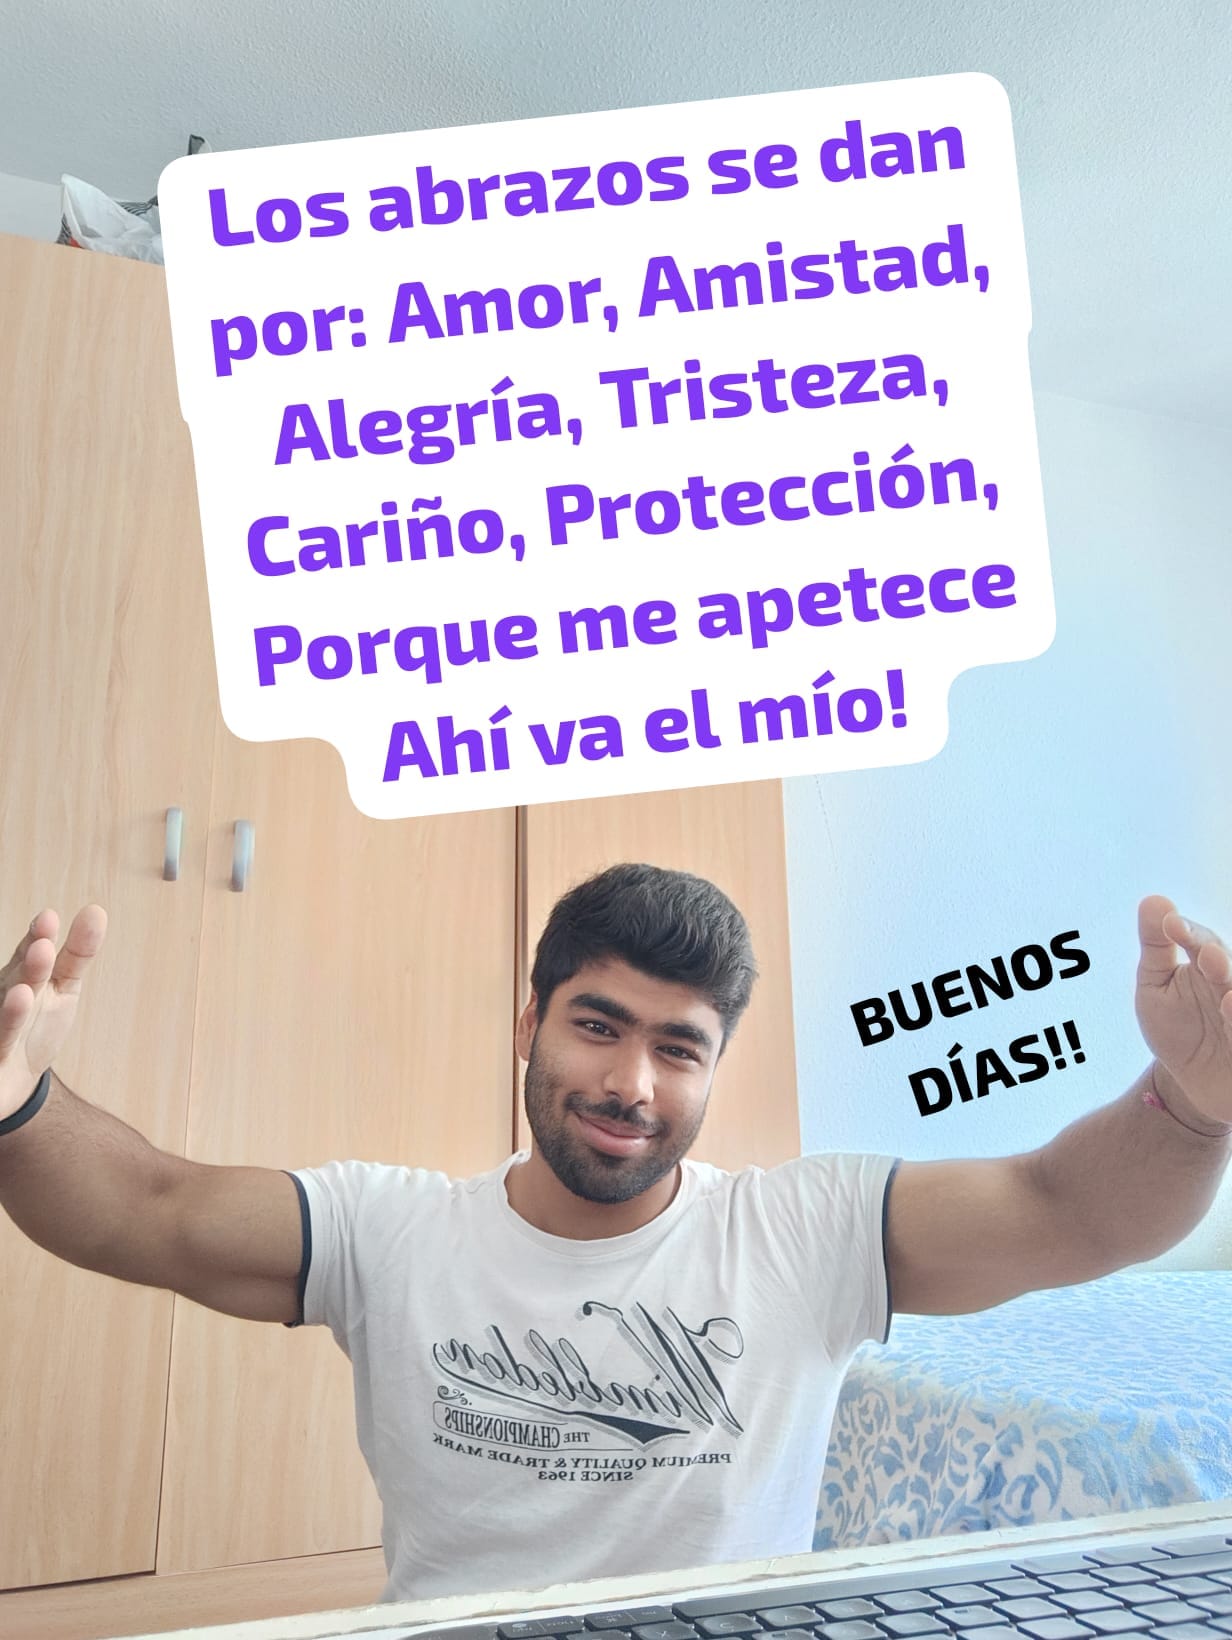 Los abrazos se dan
por: Amor, Amistad,
Alegría, Tristeza,
Cariño, Protección,
Porque me apetece
Ahí va el mío!
BUENOS
DÍAS!!
Wimbledon
THE CHAMPIONSHIPS
PREMIUM QUALITY & TRADE MARK
SINCE 1963